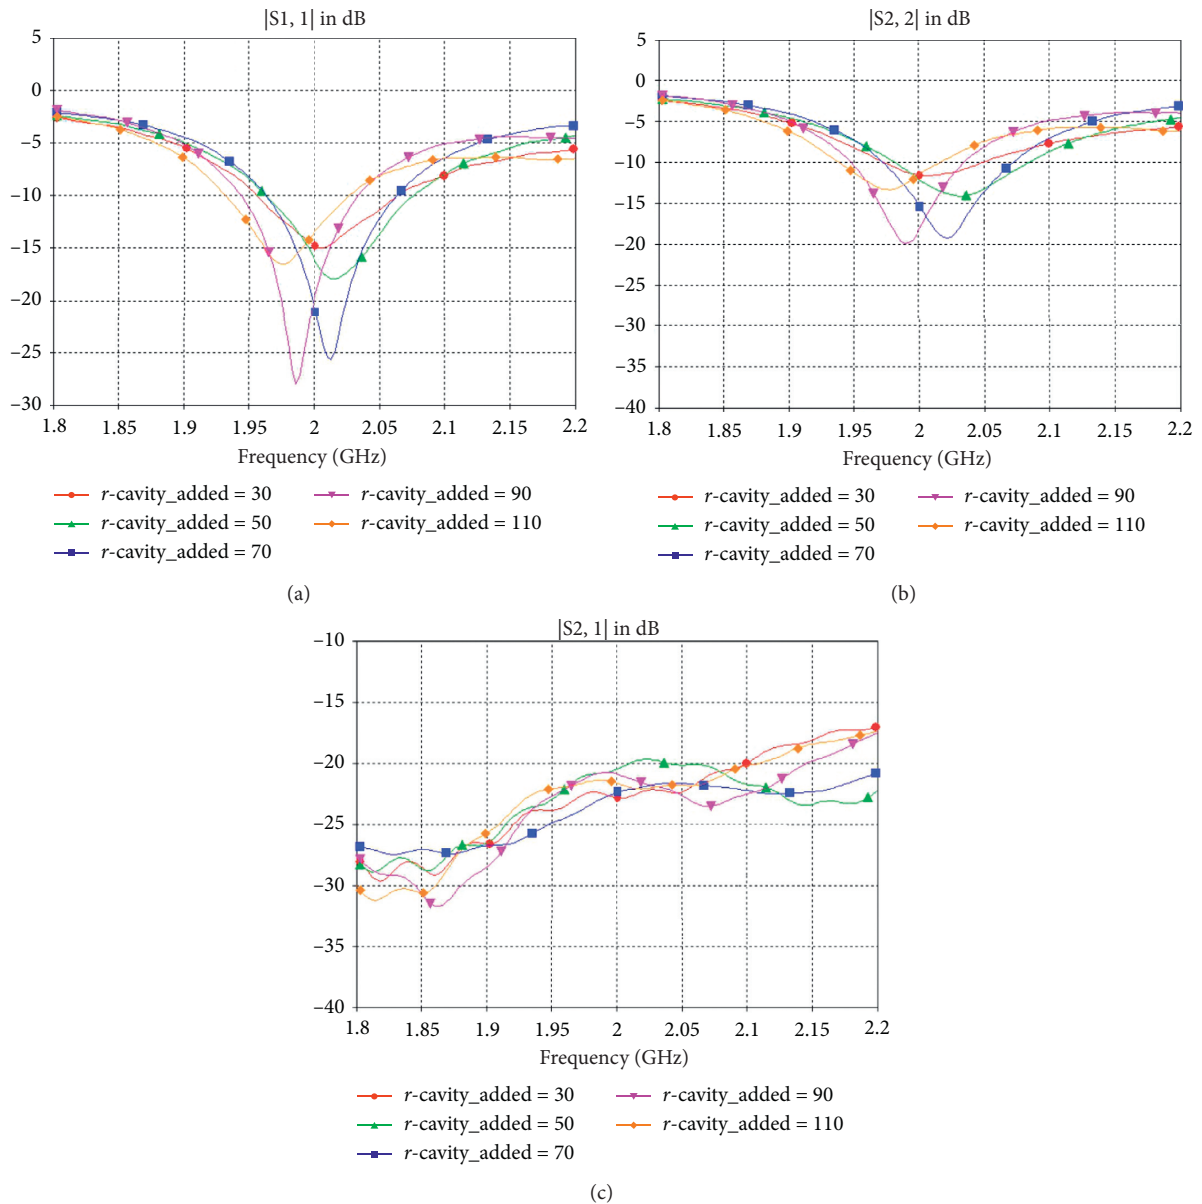 |S1, 1| in dB
5
0
−5
−10
−15
−20
−25
−30
1.8 1.85 1.9 1.95 2 2.05 2.1 2.15 2.2
Frequency (GHz)
r-cavity_added = 30
r-cavity_added = 50
r-cavity_added = 70
r-cavity_added = 90
r-cavity_added = 110
(a)
|S2, 2| in dB
5
0
−5
−10
−15
−20
−25
−30
−35
−40
1.8 1.85 1.9 1.95 2 2.05 2.1 2.15 2.2
Frequency (GHz)
r-cavity_added = 30
r-cavity_added = 50
r-cavity_added = 70
r-cavity_added = 90
r-cavity_added = 110
(b)
|S2, 1| in dB
−10
−15
−20
−25
−30
−35
−40
1.8 1.85 1.9 1.95 2 2.05 2.1 2.15 2.2
Frequency (GHz)
r-cavity_added = 30
r-cavity_added = 50
r-cavity_added = 70
r-cavity_added = 90
r-cavity_added = 110
(c)